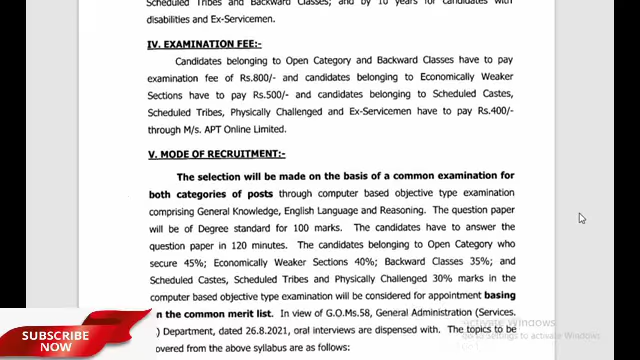 Scheduled Tribes and Backward Classes; and by 10 years for candidates with
disabilities and Ex-Servicemen.
IV. EXAMINATION FEE:-
Candidates belonging to Open Category and Backward Classes have to pay
examination fee of Rs.800/- and candidates belonging to Economically Weaker
Sections have to pay Rs.500/- and candidates belonging to Scheduled Castes,
Scheduled Tribes, Physically Challenged and Ex-Servicemen have to pay Rs.400/-
through M/s. APT Online Limited.
V. MODE OF RECRUITMENT:-
The selection will be made on the basis of a common examination for
both categories of posts through computer based objective type examination
comprising General Knowledge, English Language and Reasoning. The question paper
will be of Degree standard for 100 marks. The candidates have to answer the
question paper in 120 minutes. The candidates belonging to Open Category who
secure 45%; Economically Weaker Sections 40%; Backward Classes 35%; and
Scheduled Castes, Scheduled Tribes and Physically Challenged 30% marks in the
computer based objective type examination will be considered for appointment basing
on the common merit list. In view of G.O.Ms.58, General Administration (Services.
) Department, dated 26.8.2021, oral interviews are dispensed with. The topics to be
overed from the above syllabus are as follows:
Activate Windows
Go to Settings to activate Windows.
SUBSCRIBE
NOW